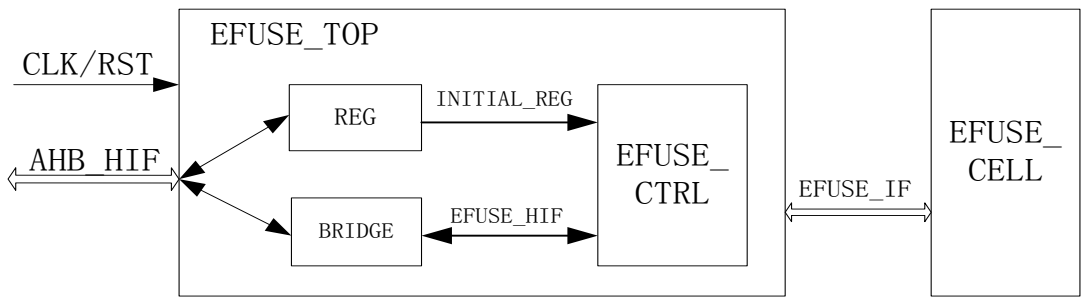 EFUSE_TOP
CLK/RST
REG
INITIAL_REG
AHB_HIF
EFUSE_
CTRL
EFUSE_
CELL
EFUSE_IF
BRIDGE
EFUSE_HIF